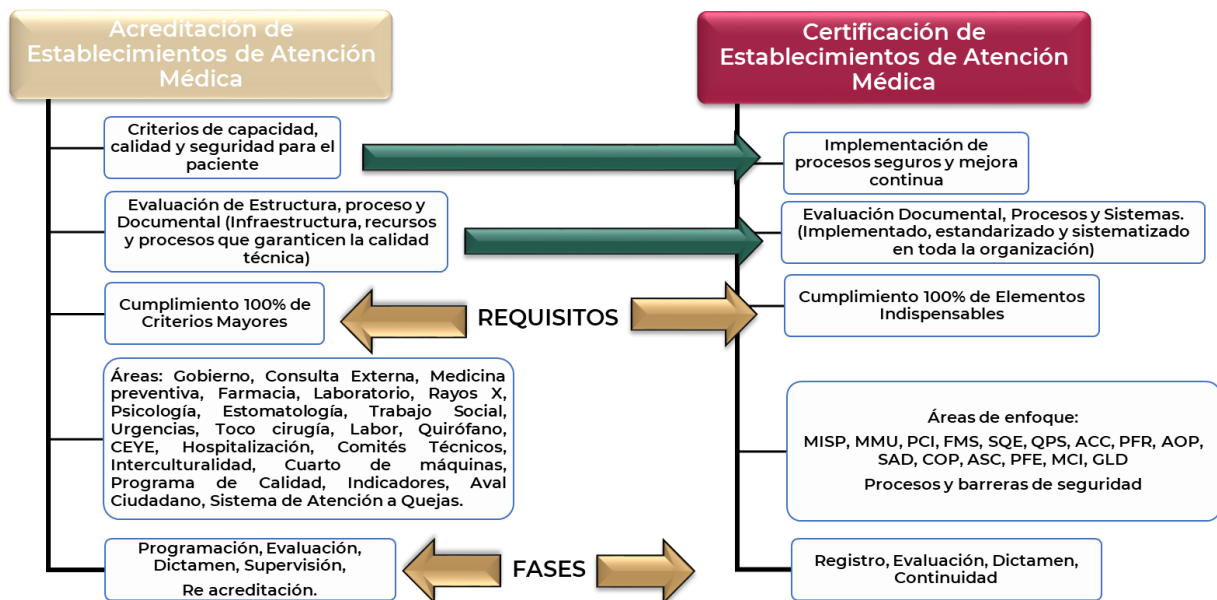 Acreditación de
Establecimientos de Atención
Médica
Criterios de capacidad,
calidad y seguridad para el
paciente
Evaluación de Estructura, proceso y
Documental (Infraestructura, recursos
y procesos que garanticen la calidad
técnica)
Cumplimiento 100% de
Criterios Mayores
Áreas: Gobierno, Consulta Externa, Medicina
preventiva, Farmacia, Laboratorio, Rayos X,
Psicología, Estomatología, Trabajo Social,
Urgencias, Toco cirugía, Labor, Quirófano,
CEYE, Hospitalización, Comités Técnicos,
Interculturalidad, Cuarto de máquinas,
Programa de Calidad, Indicadores, Aval
Ciudadano, Sistema de Atención a Quejas.
Programación, Evaluación,
Dictamen, Supervisión,
Re acreditación.
REQUISITOS
FASES
Certificación de
Establecimientos de Atención
Médica
Implementación de
procesos seguros y mejora
continua
Evaluación Documental, Procesos y Sistemas.
(Implementado, estandarizado y sistematizado
en toda la organización)
Cumplimiento 100% de Elementos
Indispensables
Áreas de enfoque:
MISP, MMU, PCI, FMS, SQE, QPS, ACC, PFR, AOP,
SAD, COP, ASC, PFE, MCI, GLD
Procesos y barreras de seguridad
Registro, Evaluación, Dictamen,
Continuidad